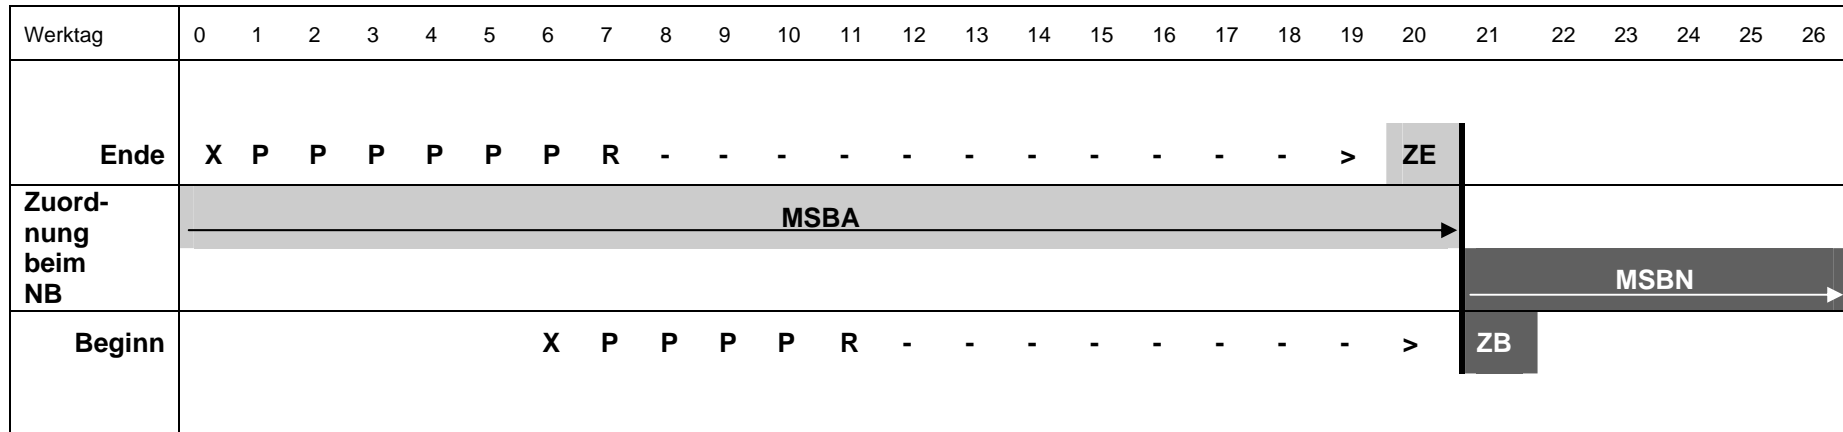 Werktag 0 1 2 3 4 5 6 7 8 9 10 11 12 13 14 15 16 17 18 19 20 21 22 23 24 25 26
Ende X P P P P P P R - - - - - - - - - - - > ZE
Zuord-
nung
beim
NB
MSBA
MSBN
Beginn X P P P P R - - - - - - - - > ZB